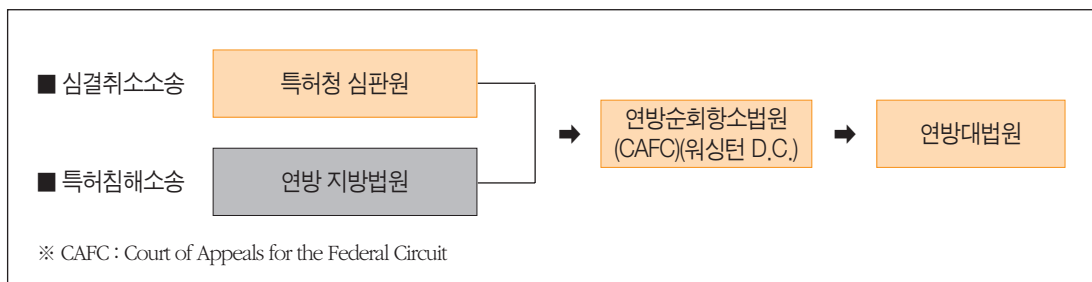 ■ 심결취소소송
특허청 심판원
■ 특허침해소송
연방 지방법원
➡
연방순회항소법원
(CAFC)(워싱턴 D.C.)
➡
연방대법원
※ CAFC : Court of Appeals for the Federal Circuit